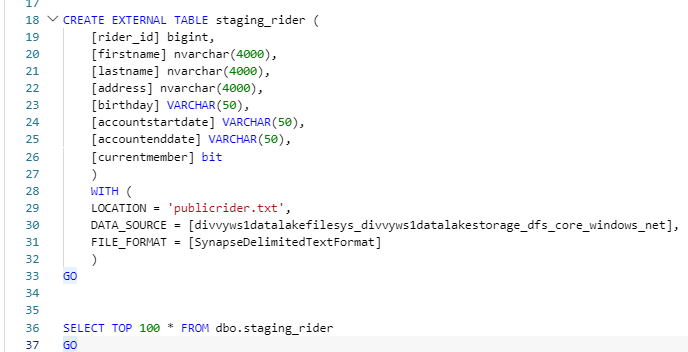 17
18 CREATE EXTERNAL TABLE staging_rider (
19 [rider_id] bigint,
20 [firstname] nvarchar(4000),
21 [lastname] nvarchar(4000),
22 [address] nvarchar(4000),
23 [birthday] VARCHAR(50),
24 [accountstartdate] VARCHAR(50),
25 [accountenddate] VARCHAR(50),
26 [currentmember] bit
27 )
28 WITH (
29 LOCATION = 'publicrider.txt',
30 DATA_SOURCE = [divvyws1datalakefilesys_divvyws1datalakestorage_dfs_core_windows_net],
31 FILE_FORMAT = [SynapseDelimitedTextFormat]
32 )
33 GO
34
35
36 SELECT TOP 100 * FROM dbo.staging_rider
37 GO